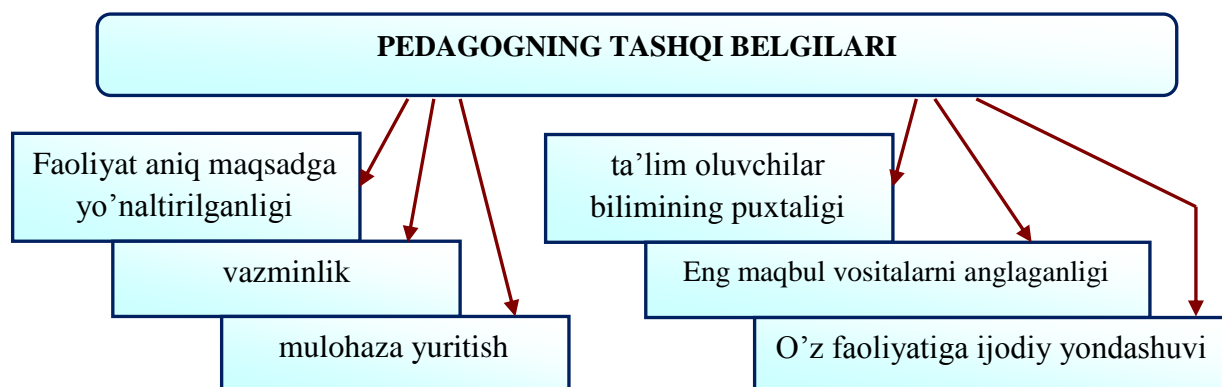 PEDAGOGNING TASHQI BELGILARI
Faoliyat aniq maqsadga
yo’naltirilganligi
vazminlik
mulohaza yuritish
ta’lim oluvchilar
bilimining puxtaligi
Eng maqbul vositalarni anglaganligi
O’z faoliyatiga ijodiy yondashuvi